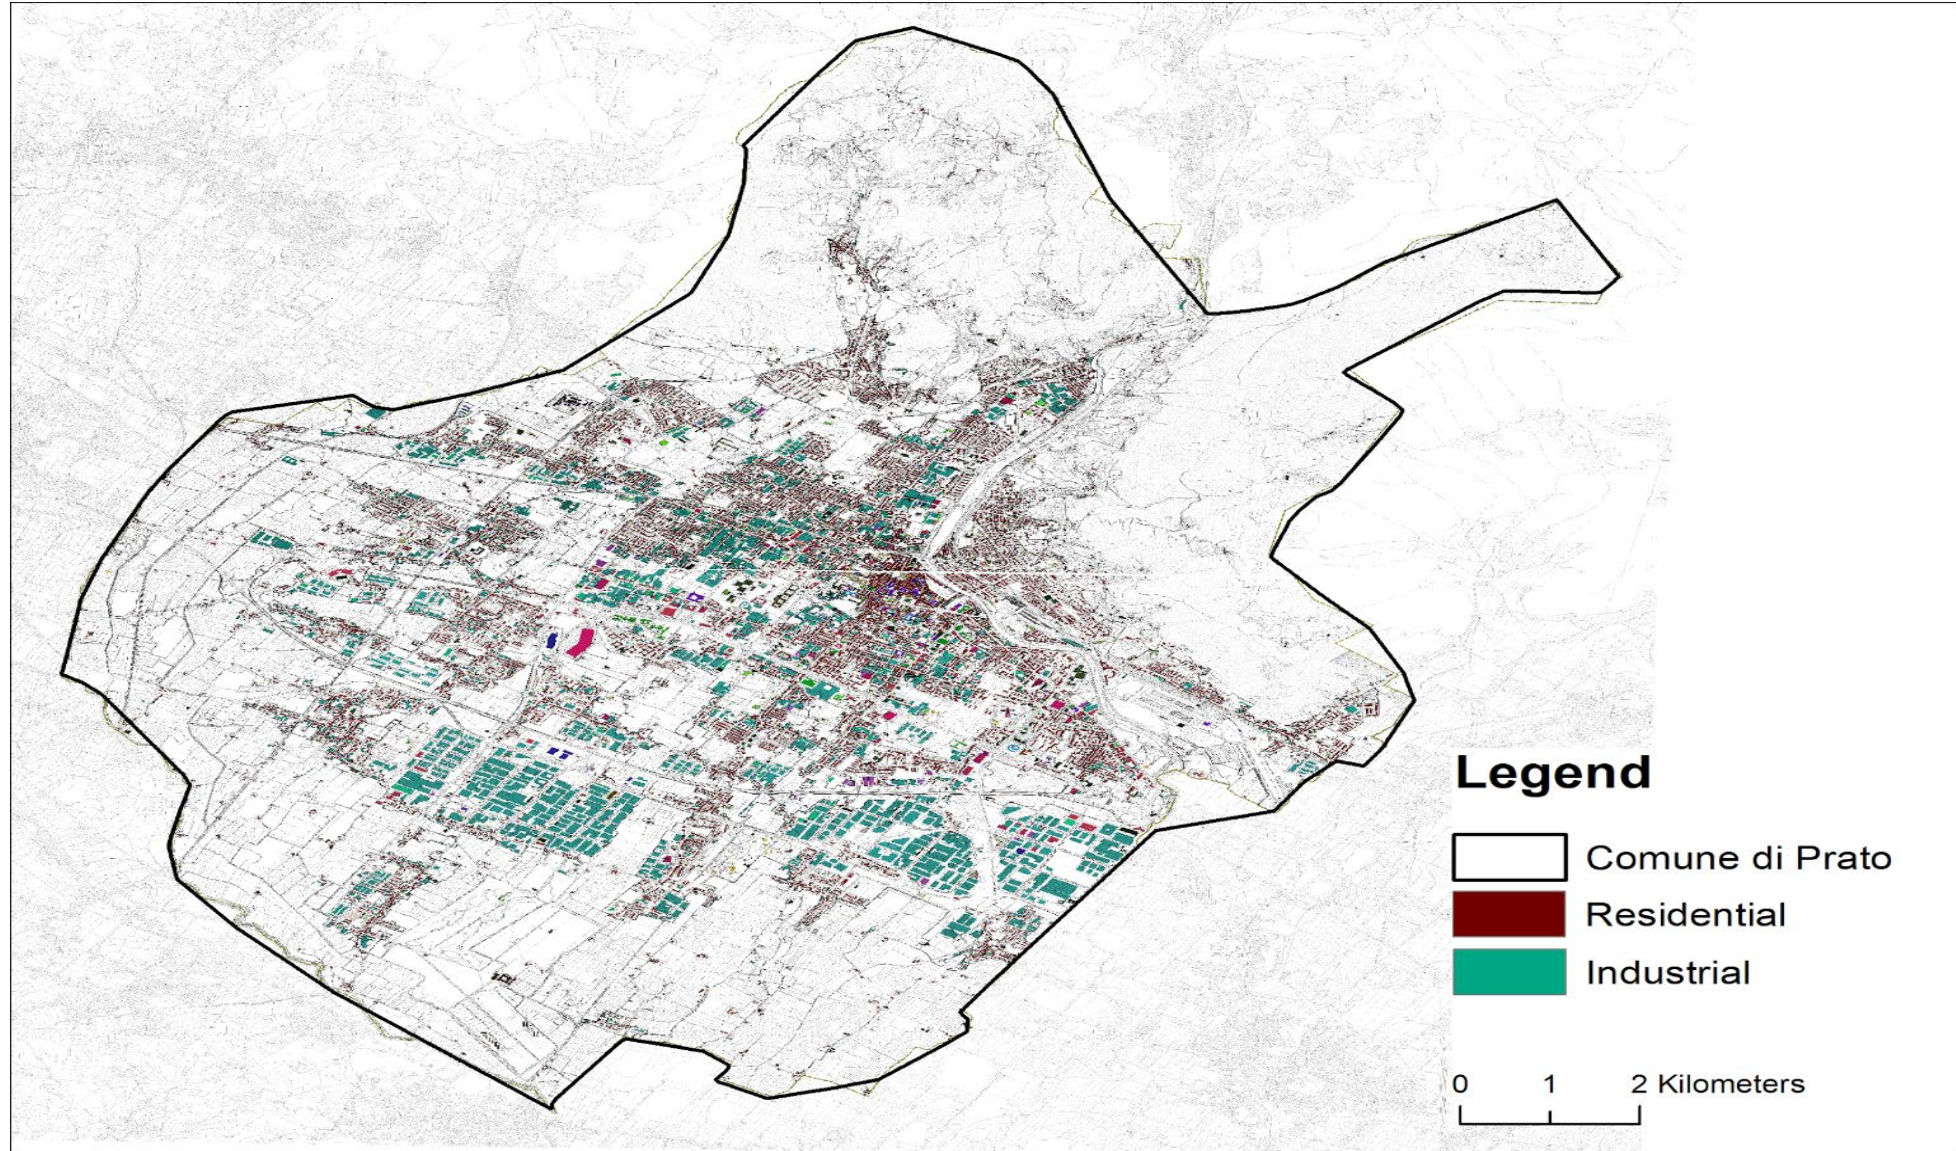 Legend
Comune di Prato
Residential
Industrial
0 1 2 Kilometers